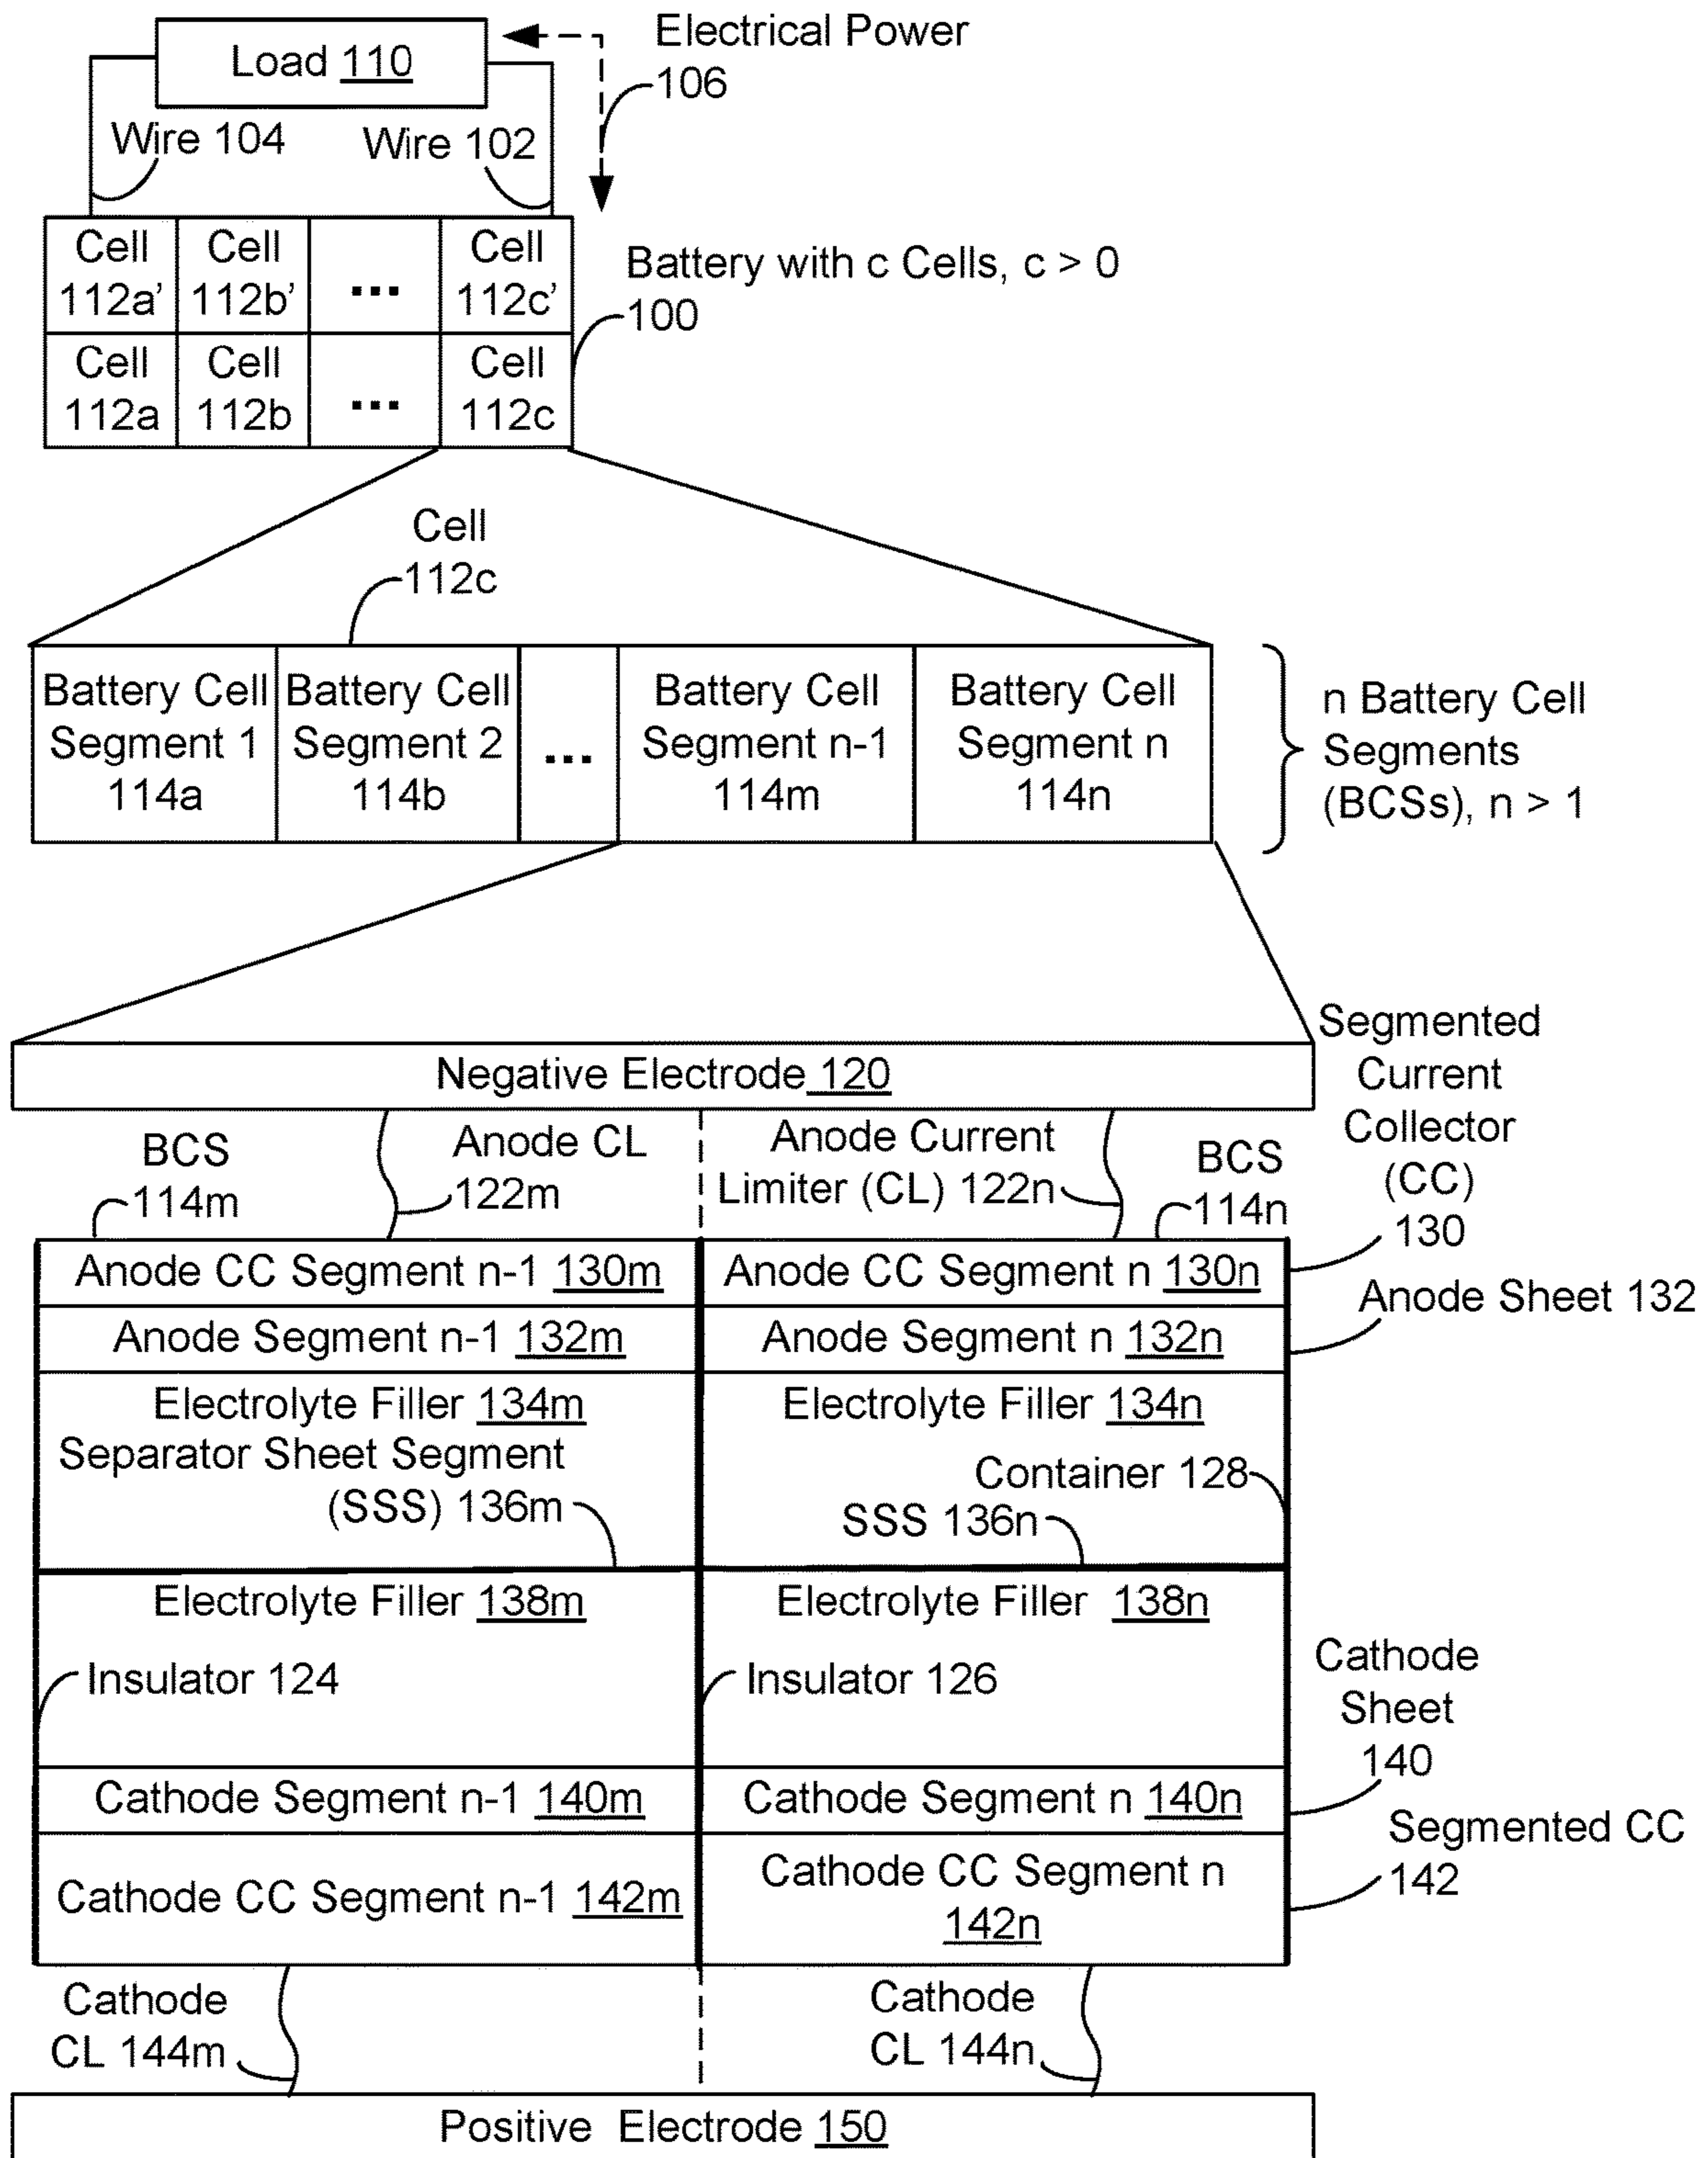 Load 110
Electrical Power
106
Wire 104
Wire 102
Cell
112a’
Cell
112b’
...
Cell
112c’
Battery with c Cells, c > 0
100
Cell
112a
Cell
112b
...
Cell
112c
Cell
112c
Battery Cell
Segment 1
114a
Battery Cell
Segment 2
114b
...
Battery Cell
Segment n-1
114m
Battery Cell
Segment n
114n
n Battery Cell
Segments
(BCSs), n > 1
Negative Electrode 120
Segmented
Current
Collector
(CC)
130
BCS
114m
Anode CL
122m
Anode Current
Limiter (CL) 122n
BCS
114n
Anode CC Segment n-1 130m
Anode CC Segment n 130n
Anode Sheet 132
Anode Segment n-1 132m
Anode Segment n 132n
Electrolyte Filler 134m
Electrolyte Filler 134n
Separator Sheet Segment
(SSS) 136m
Container 128
SSS 136n
Electrolyte Filler 138m
Electrolyte Filler 138n
Insulator 124
Insulator 126
Cathode
Sheet
140
Cathode Segment n-1 140m
Cathode Segment n 140n
Segmented CC
142
Cathode CC Segment n-1 142m
Cathode CC Segment n
142n
Cathode
CL 144m
Cathode
CL 144n
Positive Electrode 150